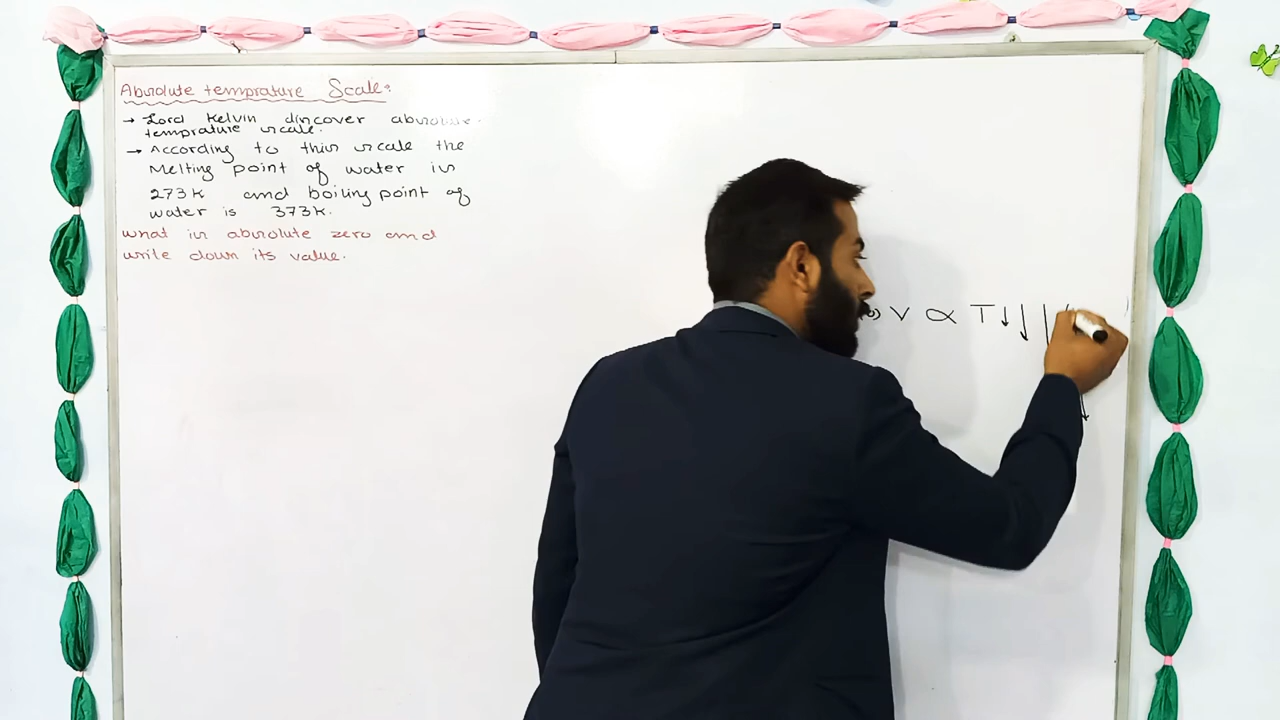 Absolute temprature Scale:
→ Lord Kelvin discover absolute
temprature scale.
→ According to this scale the
Melting point of water is
273K and boiling point of
water is 373K.
what is absolute zero and
write down its value.
V ∝ T ↓ ↓